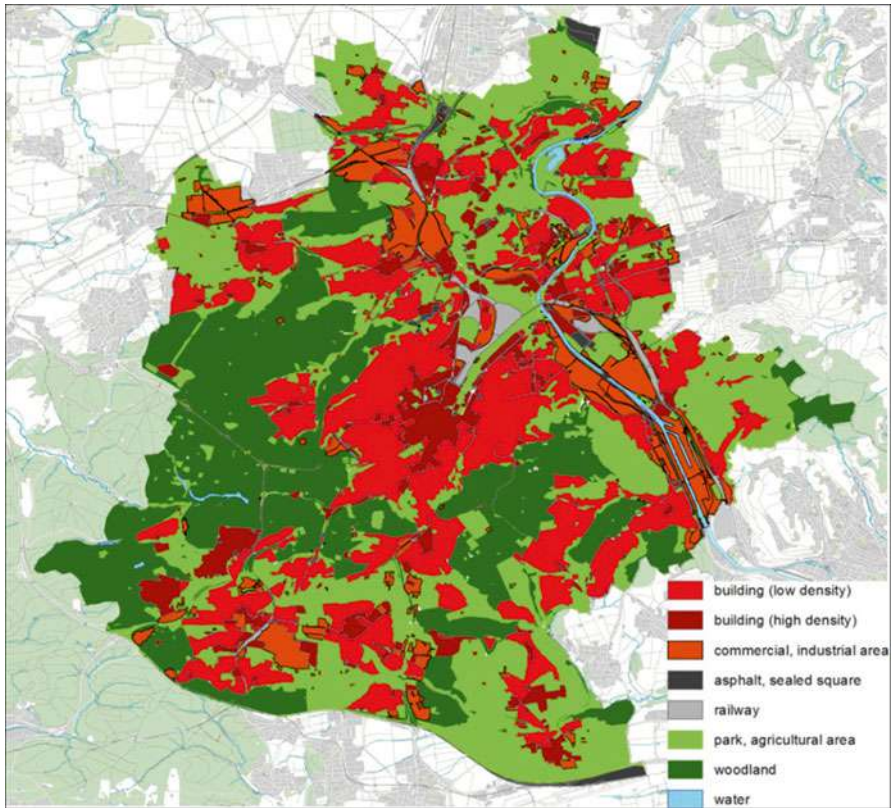 building (low density)
building (high density)
commercial, industrial area
asphalt, sealed square
railway
park, agricultural area
woodland
water